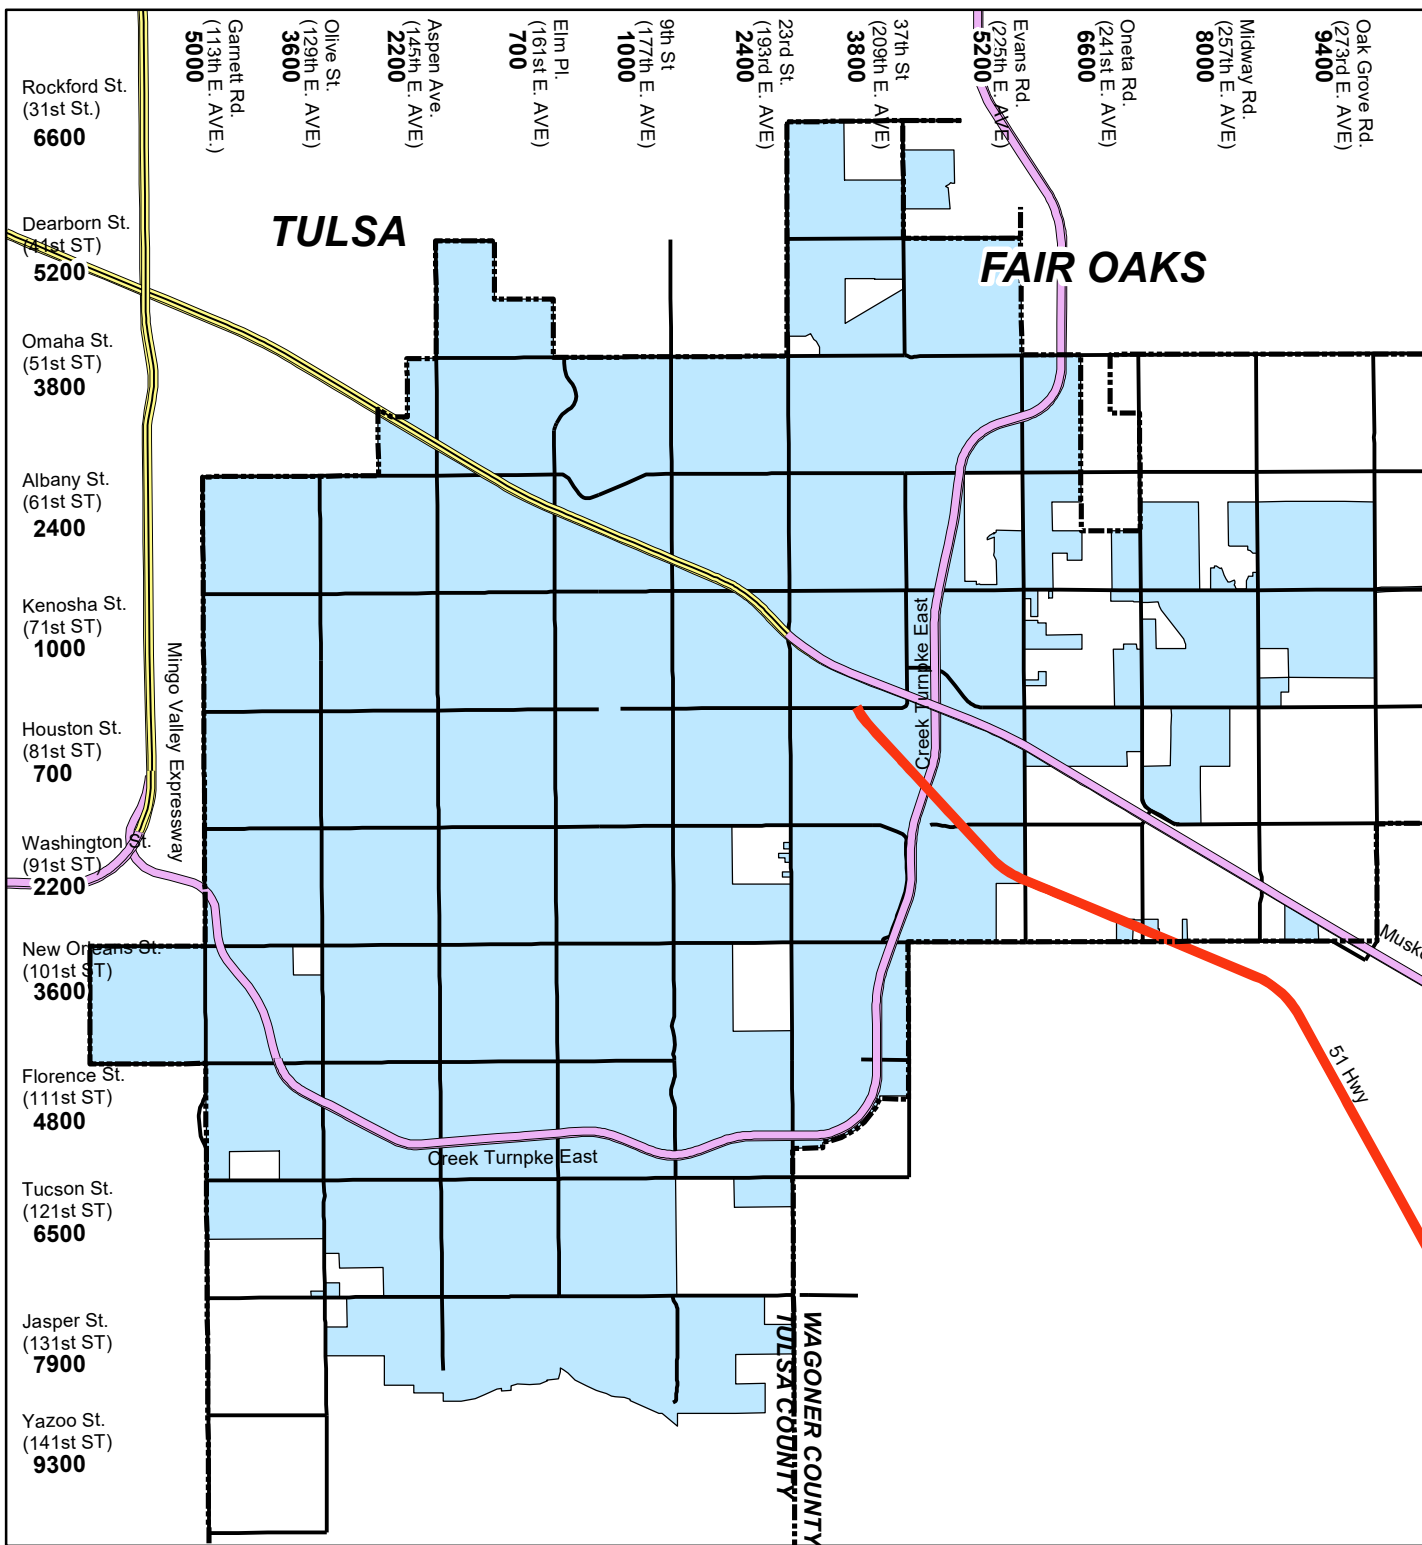 Garnett Rd.
(113th E. AVE.)
5000
Olive St.
(129th E. AVE)
3600
Aspen Ave.
(145th E. AVE)
2200
Elm Pl.
(161st E. AVE)
700
9th St
(177th E. AVE)
1000
23rd St.
(193rd E. AVE)
2400
37th St
(209th E. AVE)
3800
Evans Rd.
(225th E. AVE)
5200
Oneta Rd.
(241st E. AVE)
6600
Midway Rd.
(257th E. AVE)
8000
Oak Grove Rd.
(273rd E. AVE)
9400
Rockford St.
(31st St.)
6600
Dearborn St.
(41st ST)
5200
Omaha St.
(51st ST)
3800
Albany St.
(61st ST)
2400
Kenosha St.
(71st ST)
1000
Houston St.
(81st ST)
700
Washington St.
(91st ST)
2200
New Orleans St.
(101st ST)
3600
Florence St.
(111st ST)
4800
Tucson St.
(121st ST)
6500
Jasper St.
(131st ST)
7900
Yazoo St.
(141st ST)
9300
TULSA
FAIR OAKS
Mingo Valley Expressway
Creek Turnpke East
Creek Turnpke East
Musk
51 Hwy
WAGONER COUNTY
TULSA COUNTY